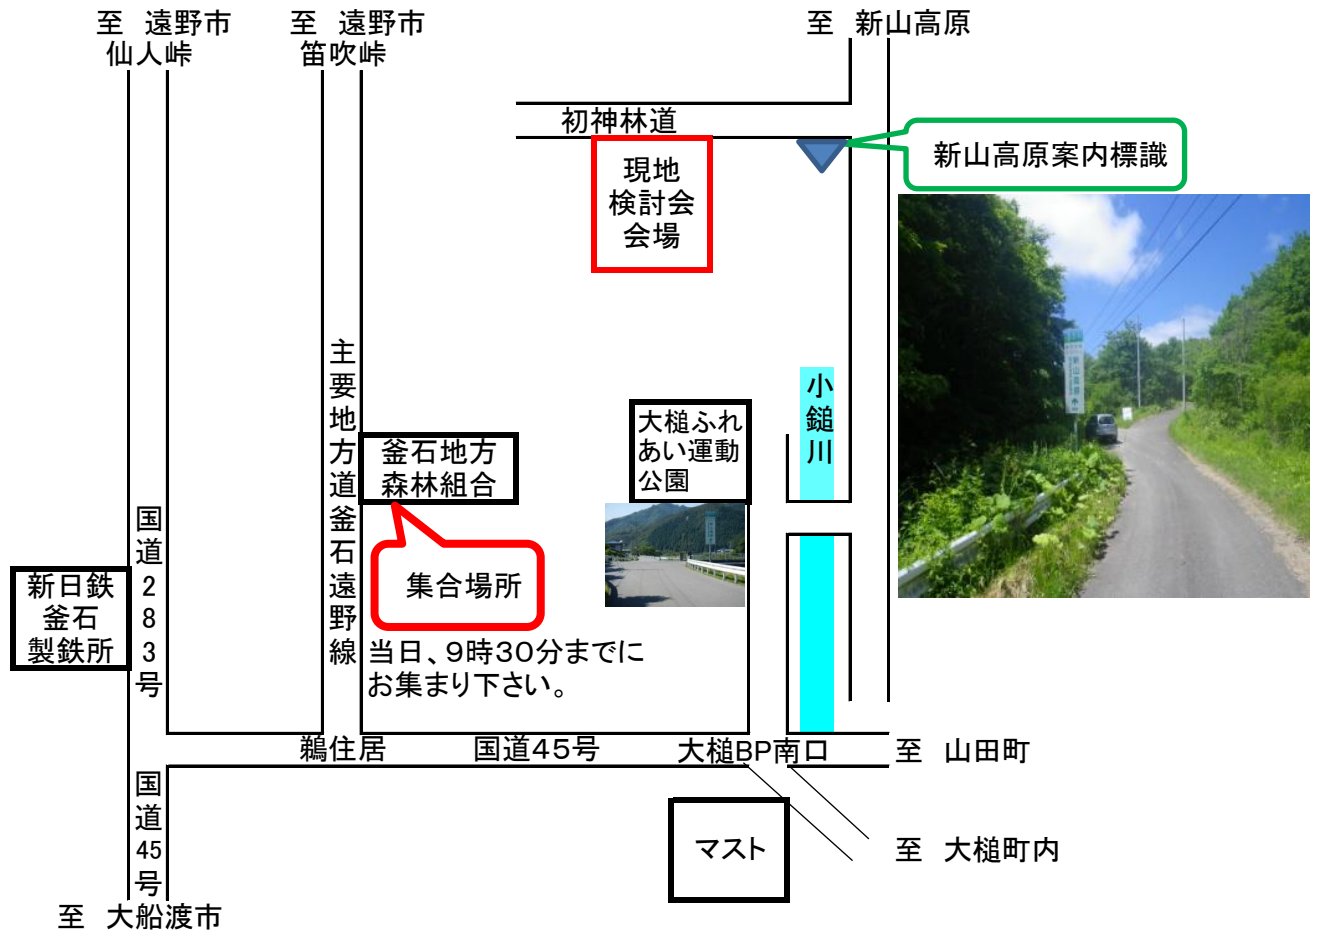 至　遠野市
仙人峠
至　遠野市
笛吹峠
至　新山高原
初神林道
現地
検討会
会場
新山高原案内標識
主要地方道釜石遠野線
小鎚川
大槌ふれ
あい運動
公園
釜石地方
森林組合
国道２８３号
新日鉄
釜石
製鉄所
集合場所
当日、９時３０分までに
お集まり下さい。
鵜住居
国道４５号
大槌BP南口
至　山田町
国道45号
マスト
至　大槌町内
至　大船渡市
新山高原